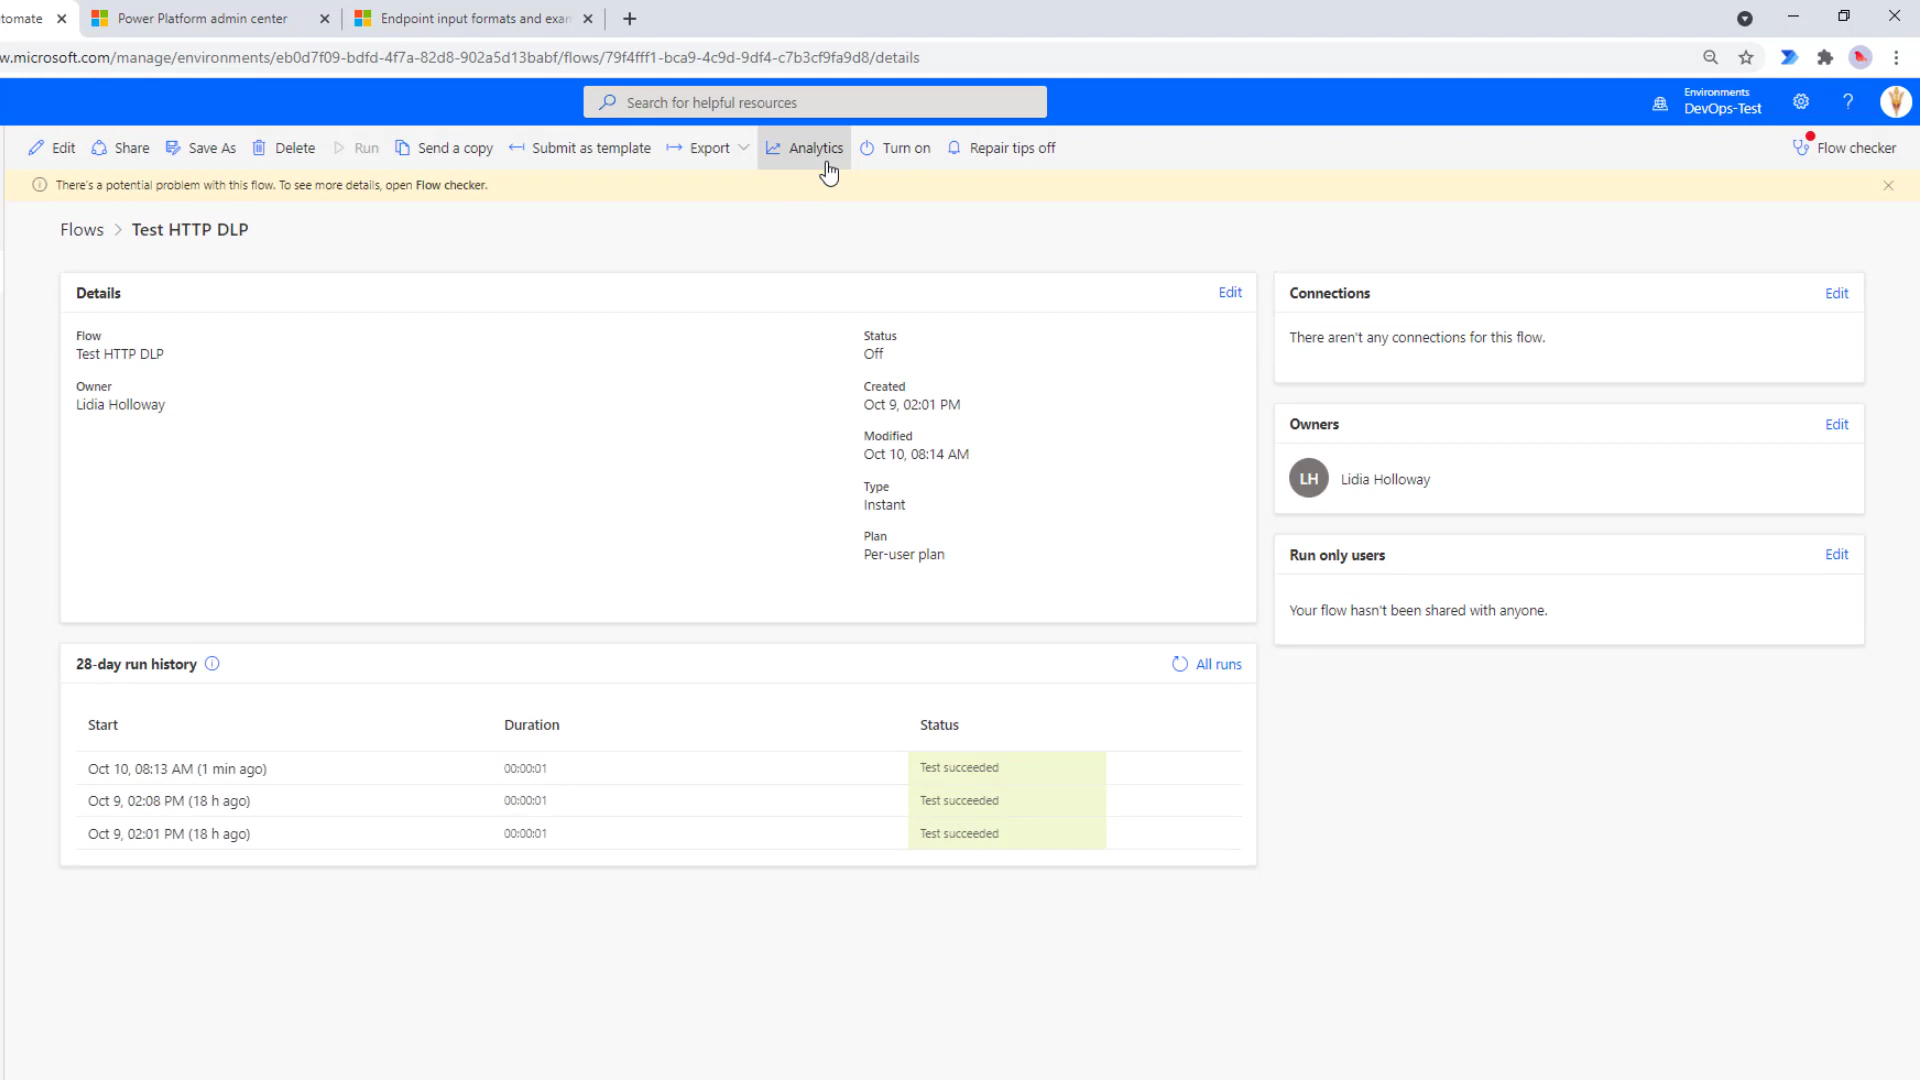 tomate
Power Platform admin center
Endpoint input formats and exan
w.microsoft.com/manage/environments/eb0d7f09-bdfd-4f7a-82d8-902a5d13babf/flows/79f4fff1-bca9-4c9d-9df4-c7b3cf9fa9d8/details
Search for helpful resources
Environments
DevOps-Test
?
Edit Share Save As Delete Run Send a copy Submit as template Export Analytics Turn on Repair tips off Flow checker
There's a potential problem with this flow. To see more details, open Flow checker.
Flows > Test HTTP DLP
Details Edit
Flow
Test HTTP DLP
Owner
Lidia Holloway
Status
Off
Created
Oct 9, 02:01 PM
Modified
Oct 10, 08:14 AM
Type
Instant
Plan
Per-user plan
Connections Edit
There aren't any connections for this flow.
Owners Edit
LH Lidia Holloway
Run only users Edit
Your flow hasn't been shared with anyone.
28-day run history All runs
Start Duration Status
Oct 10, 08:13 AM (1 min ago) 00:00:01 Test succeeded
Oct 9, 02:08 PM (18 h ago) 00:00:01 Test succeeded
Oct 9, 02:01 PM (18 h ago) 00:00:01 Test succeeded